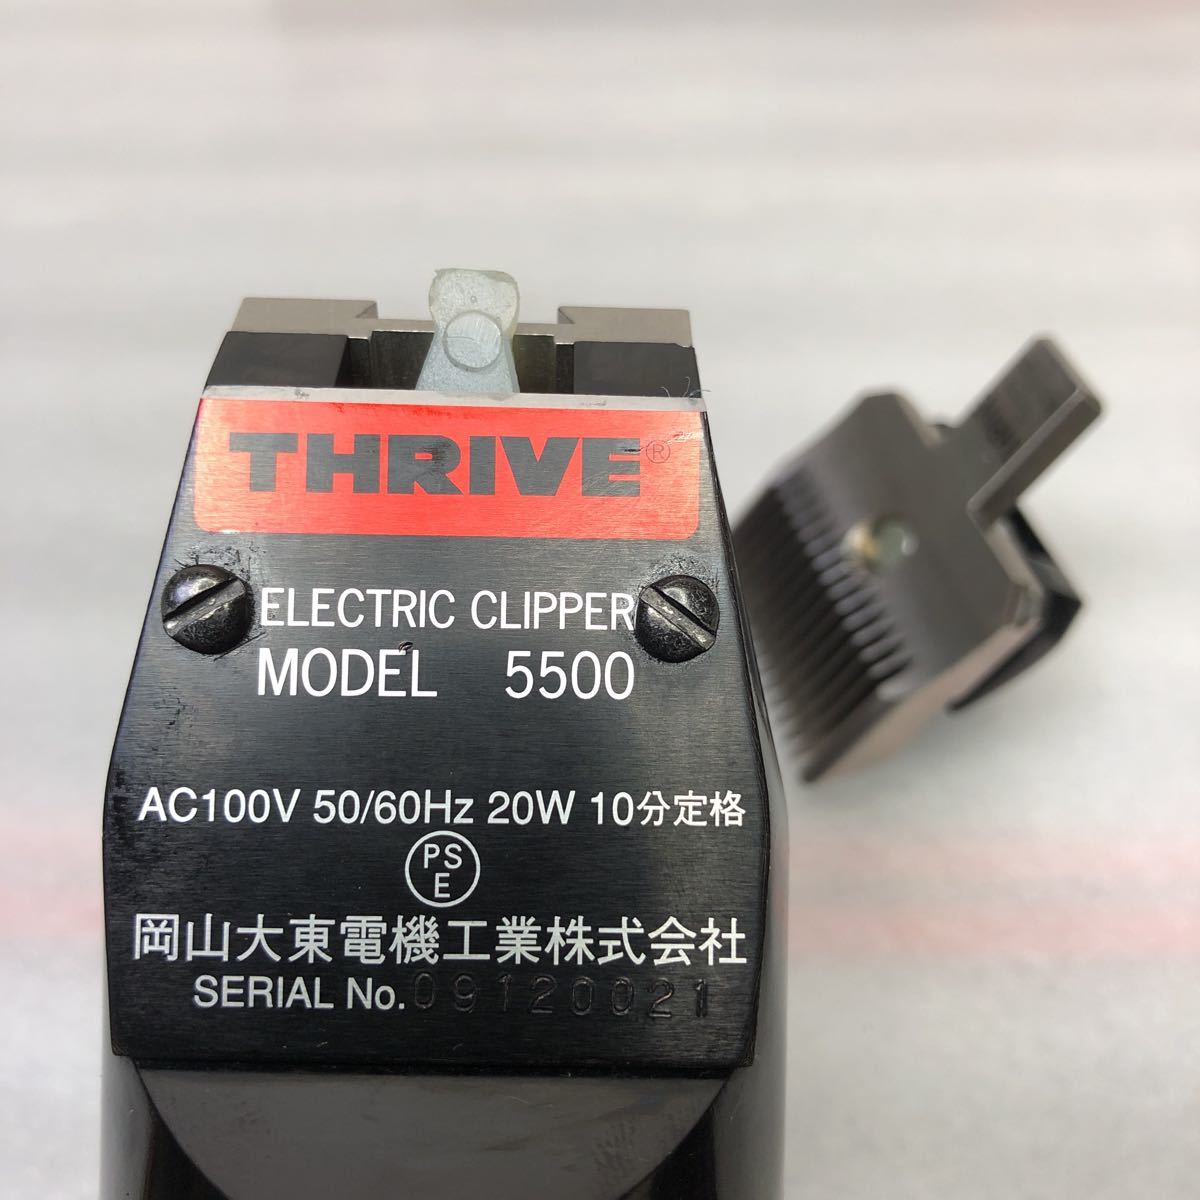 THRIVE®
ELECTRIC CLIPPER
MODEL 5500
AC100V 50/60Hz 20W 10分定格
PS
E
岡山大東電機工業株式会社
SERIAL No. 09120021